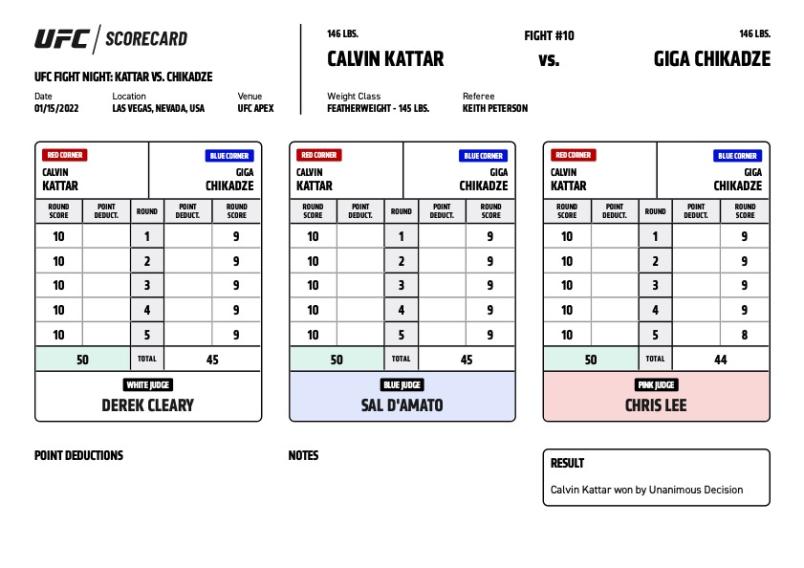 UFC / SCORECARD
UFC FIGHT NIGHT: KATTAR VS. CHIKADZE
Date Location Venue
01/15/2022 LAS VEGAS, NEVADA, USA UFC APEX
146 LBS. FIGHT #10 146 LBS.
CALVIN KATTAR VS. GIGA CHIKADZE
Weight Class Referee
FEATHERWEIGHT - 145 LBS. KEITH PETERSON
RED CORNER BLUE CORNER
CALVIN GIGA
KATTAR CHIKADZE
ROUND SCORE POINT DEDUCT. ROUND POINT DEDUCT. ROUND SCORE
10 1 9
10 2 9
10 3 9
10 4 9
10 5 9
50 TOTAL 45
WHITE JUDGE
DEREK CLEARY
RED CORNER BLUE CORNER
CALVIN GIGA
KATTAR CHIKADZE
ROUND SCORE POINT DEDUCT. ROUND POINT DEDUCT. ROUND SCORE
10 1 9
10 2 9
10 3 9
10 4 9
10 5 9
50 TOTAL 45
BLUE JUDGE
SAL D'AMATO
RED CORNER BLUE CORNER
CALVIN GIGA
KATTAR CHIKADZE
ROUND SCORE POINT DEDUCT. ROUND POINT DEDUCT. ROUND SCORE
10 1 9
10 2 9
10 3 9
10 4 9
10 5 8
50 TOTAL 44
PINK JUDGE
CHRIS LEE
POINT DEDUCTIONS
NOTES
RESULT
Calvin Kattar won by Unanimous Decision